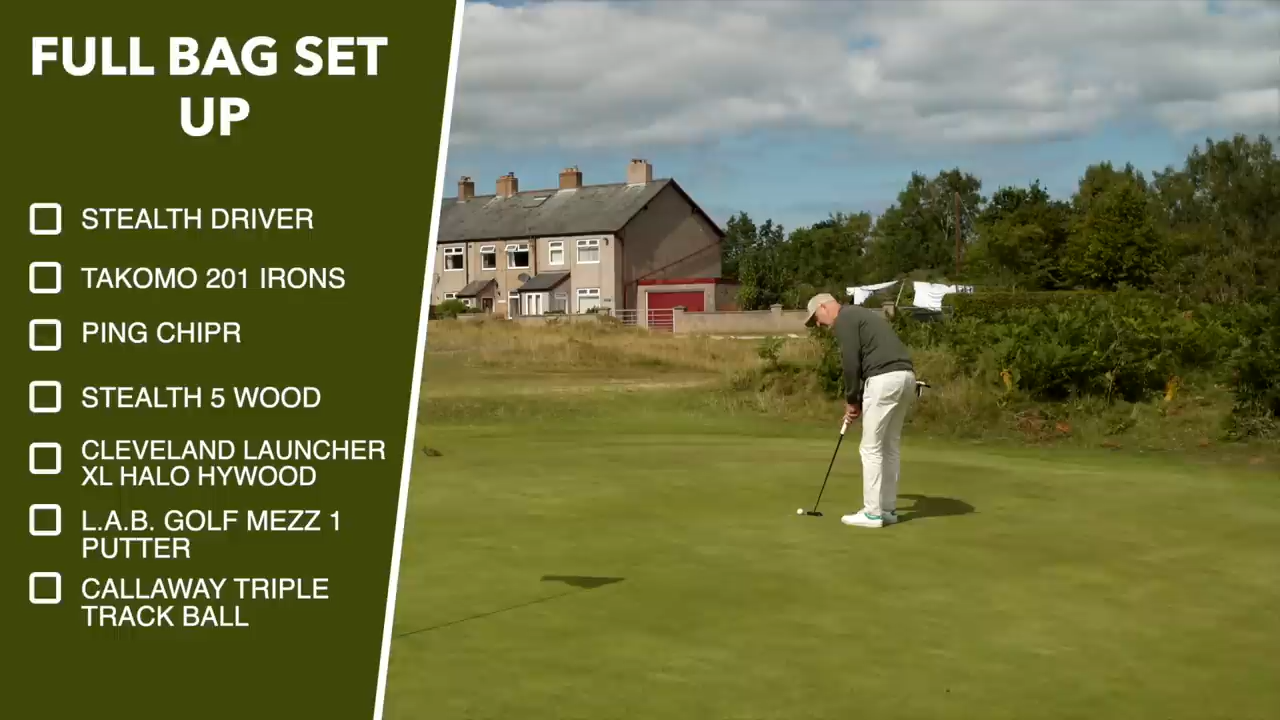 FULL BAG SET
UP
STEALTH DRIVER
TAKOMO 201 IRONS
PING CHIPR
STEALTH 5 WOOD
CLEVELAND LAUNCHER
XL HALO HYWOOD
L.A.B. GOLF MEZZ 1
PUTTER
CALLAWAY TRIPLE
TRACK BALL